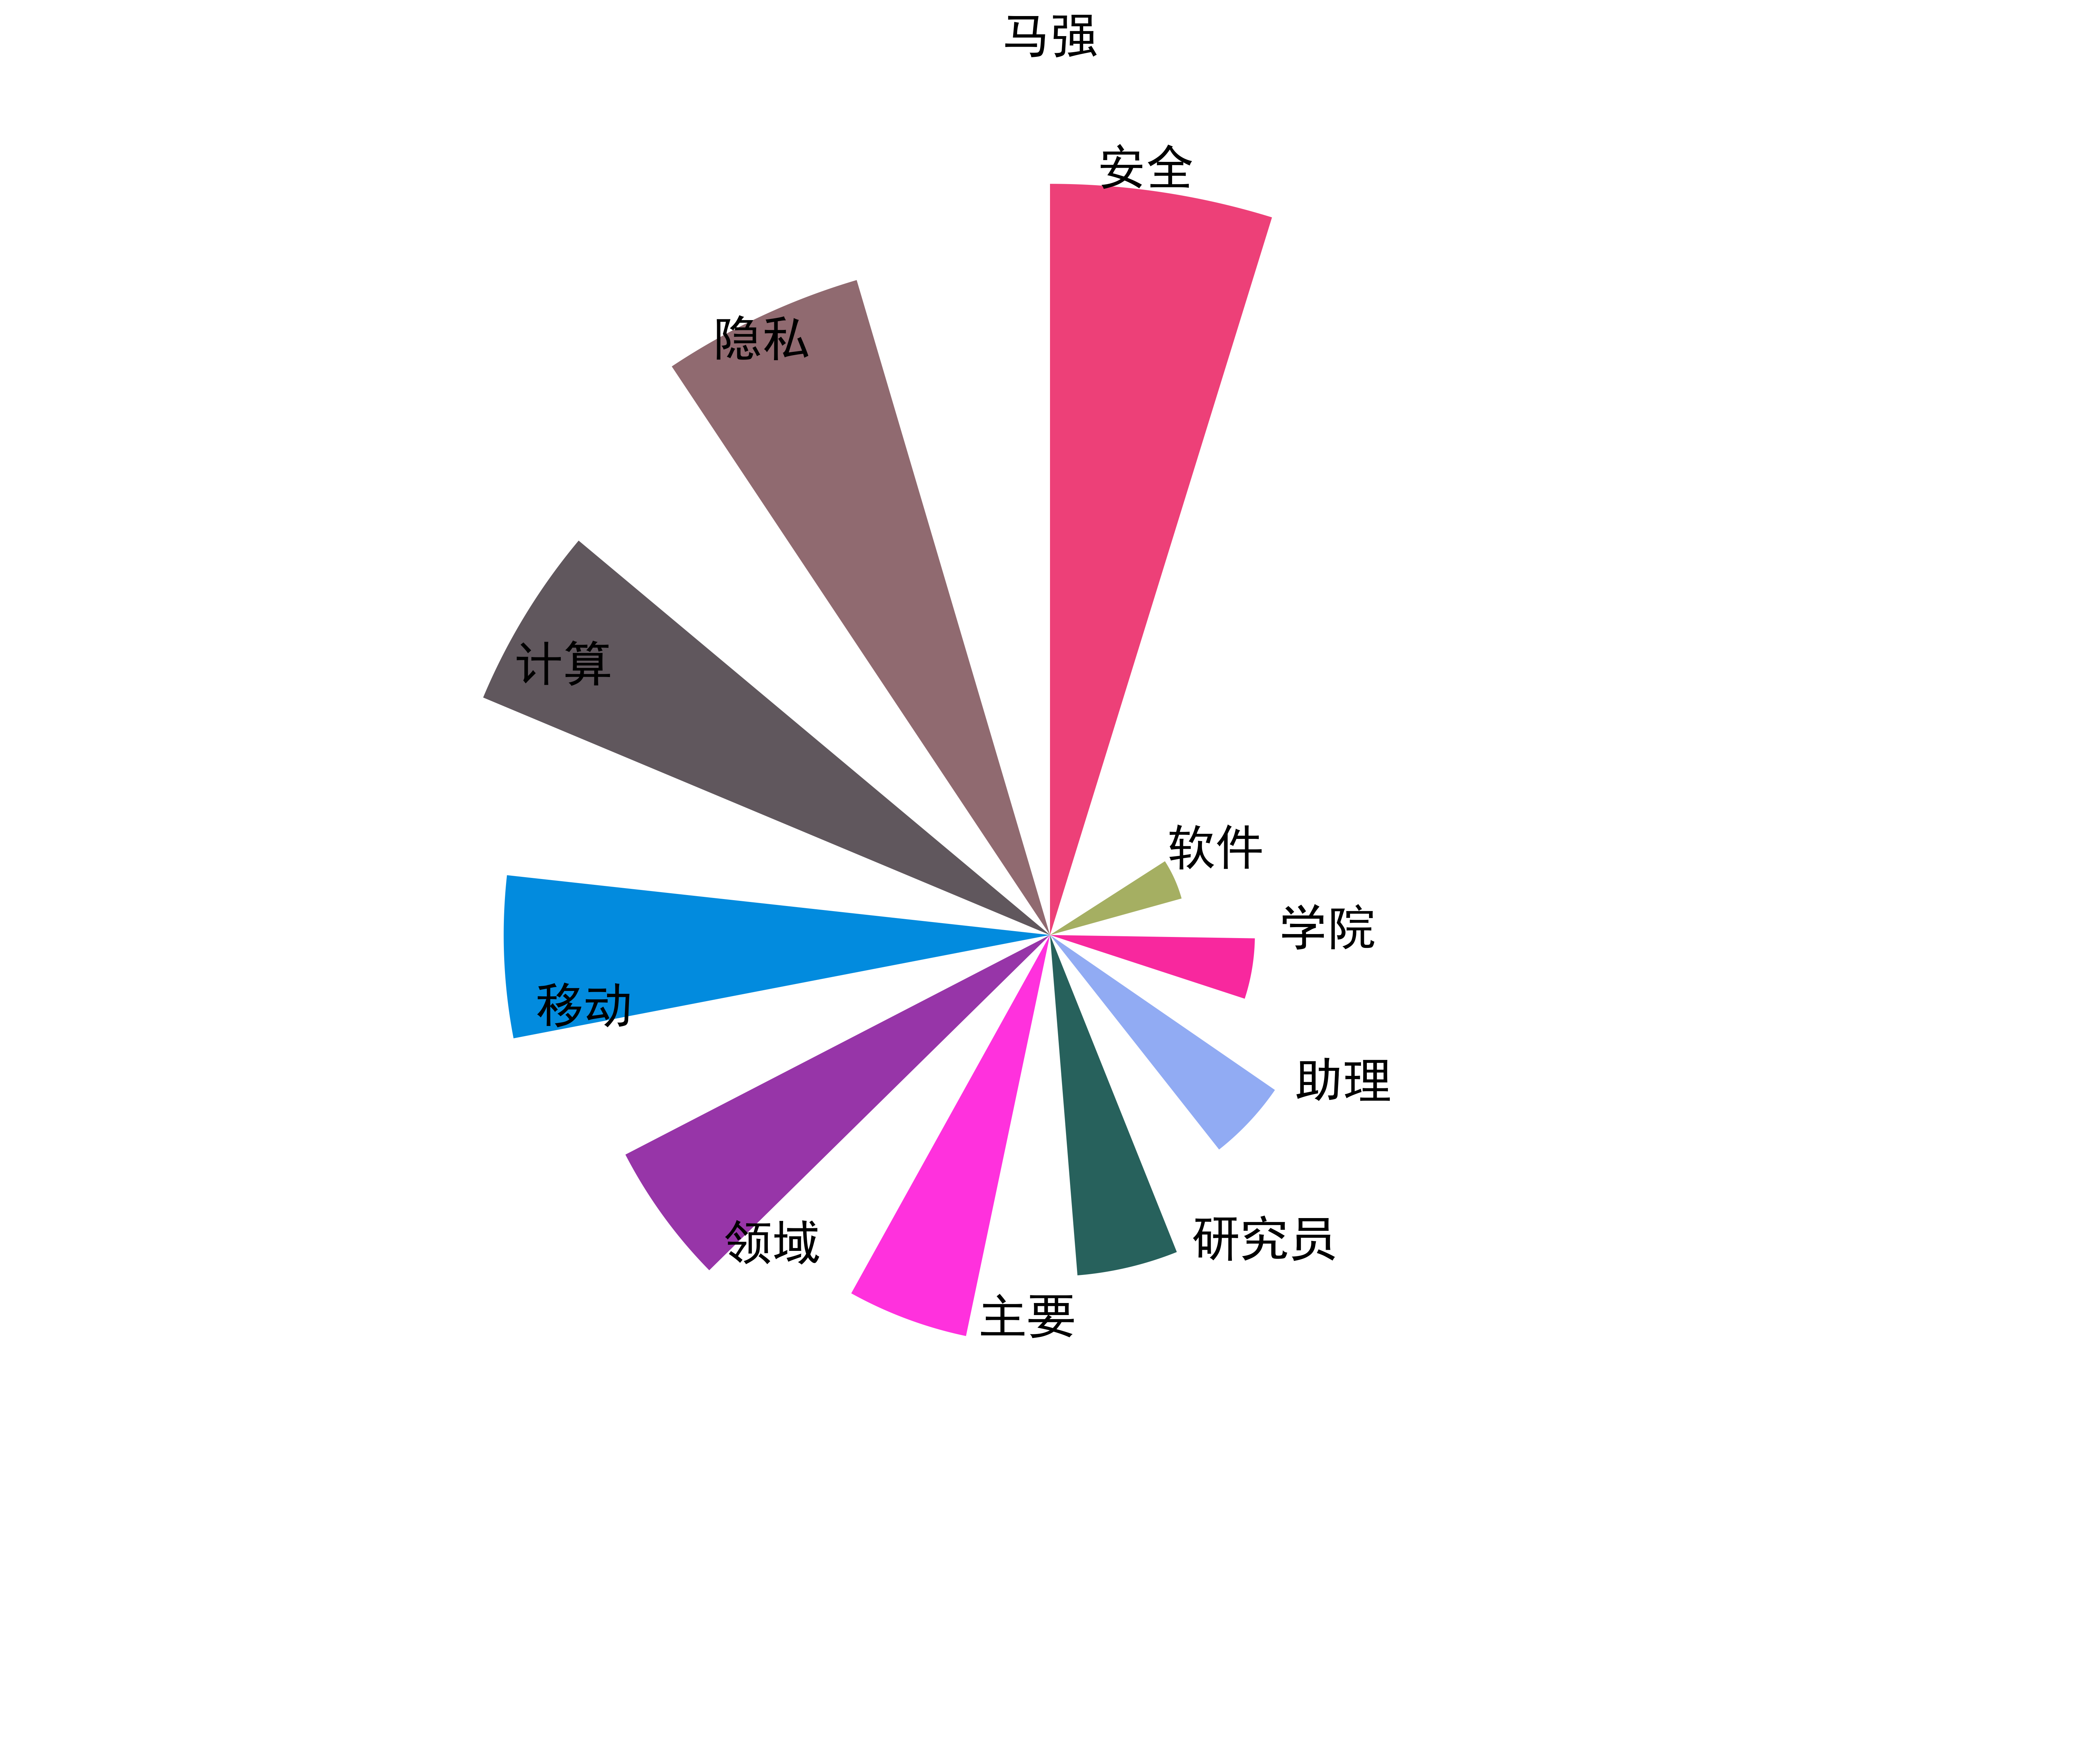 马强
安全
隐私
计算
软件
学院
移动
助理
研究员
领域
主要